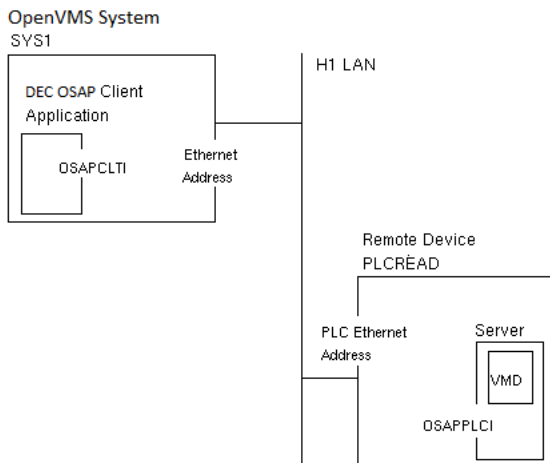 OpenVMS System
SYS1
H1 LAN
DEC OSAP Client
Application
OSAPCLTI
Ethernet
Address
Remote Device
PLCREAD
PLC Ethernet
Address
Server
VMD
OSAPPLCI